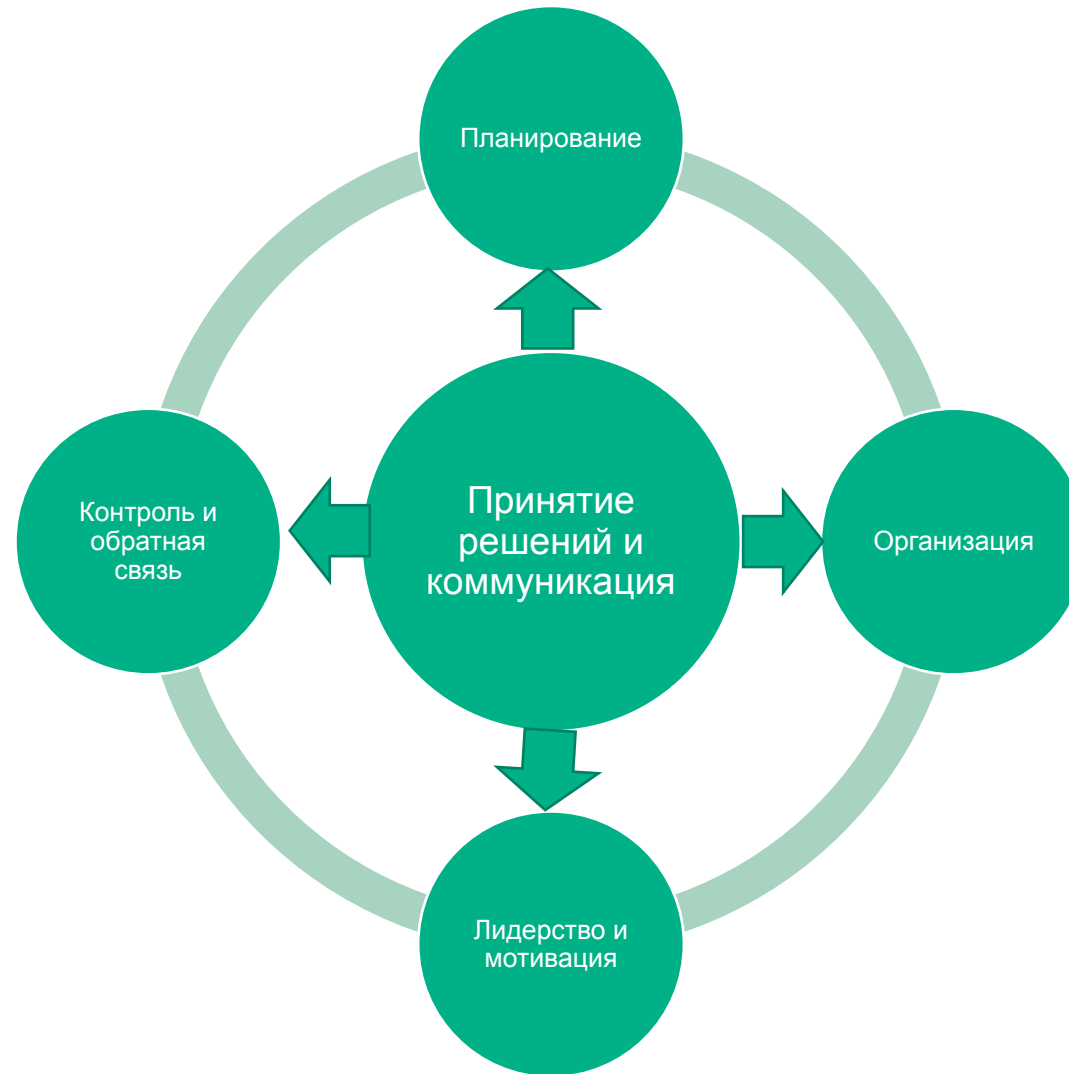 Планирование
Контроль и
обратная
связь
Принятие
решений и
коммуникация
Организация
Лидерство и
мотивация